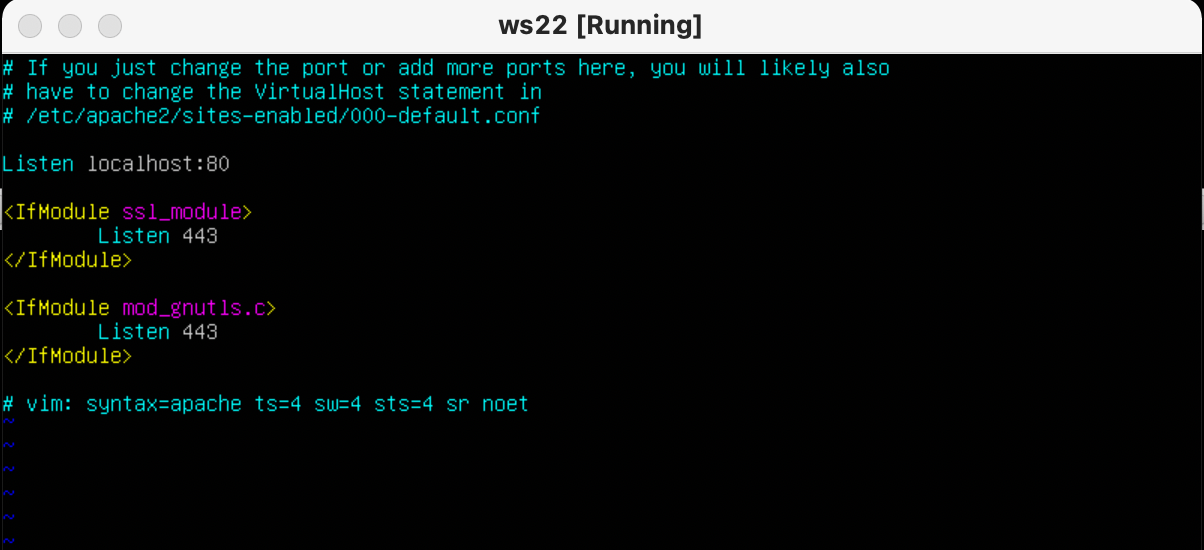 ws22 [Running]
# If you just change the port or add more ports here, you will likely also
# have to change the VirtualHost statement in
# /etc/apache2/sites-enabled/000-default.conf
Listen localhost:80
<IfModule ssl_module>
        Listen 443
</IfModule>
<IfModule mod_gnutls.c>
        Listen 443
</IfModule>
# vim: syntax=apache ts=4 sw=4 sts=4 sr noet
~
~
~
~
~
~